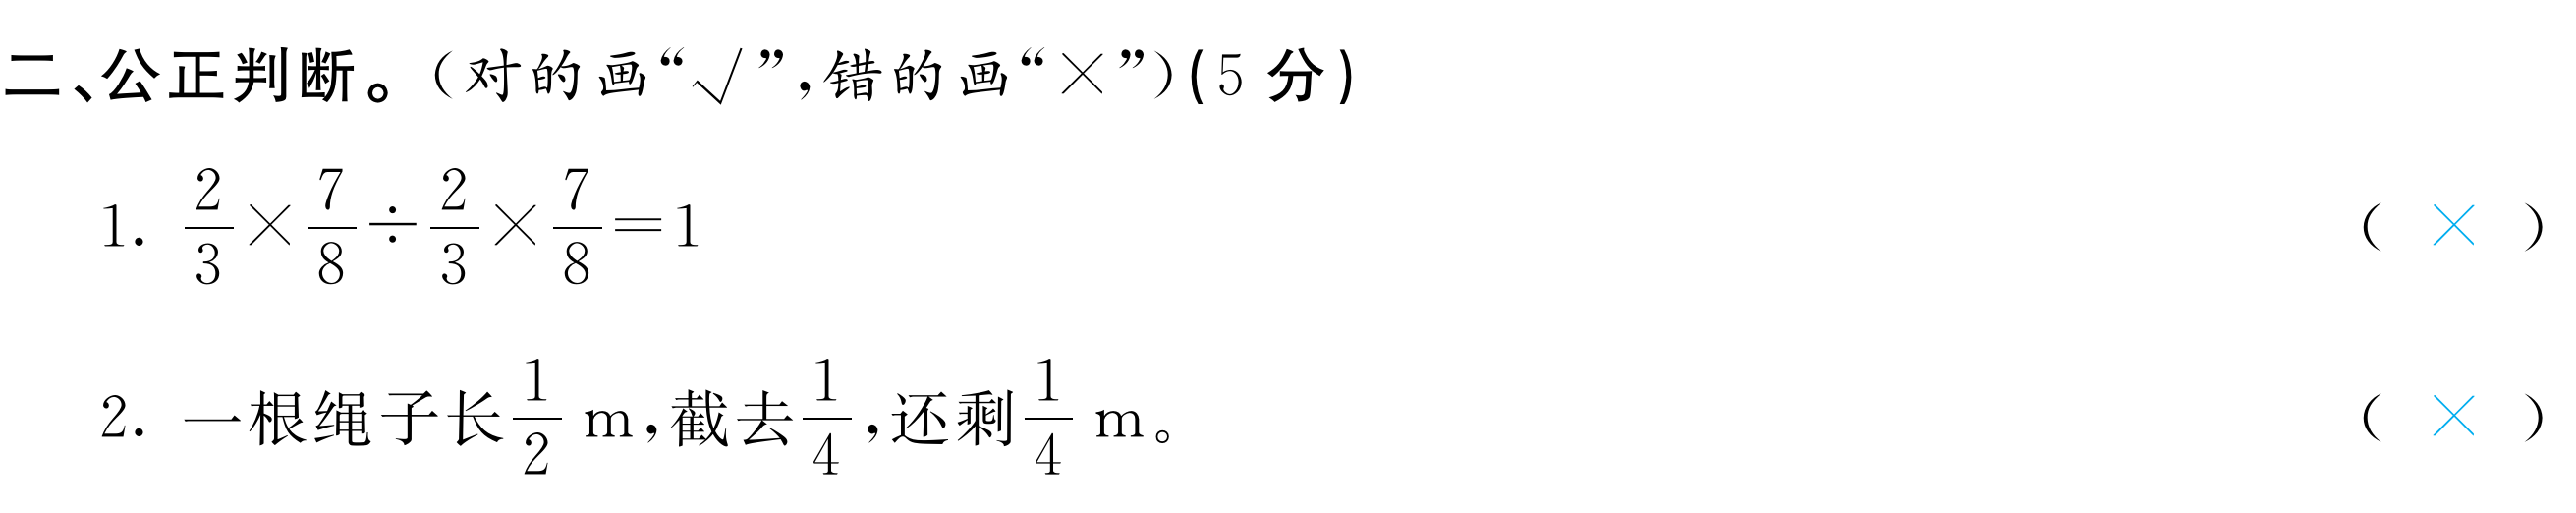 二、公正判断。(对的画“√”,错的画“×”)(5 分)
1. 2/3×7/8÷2/3×7/8=1 ( × )
2. 一根绳子长1/2 m,截去1/4,还剩1/4 m。 ( × )